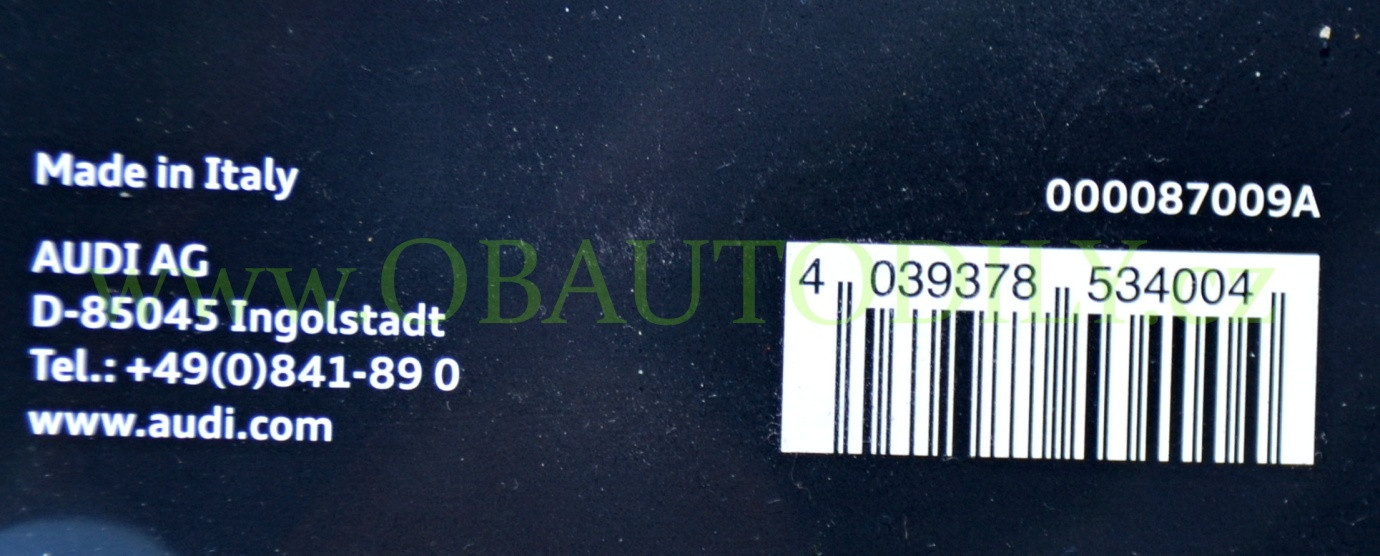 Made in Italy
AUDI AG
D-85045 Ingolstadt
Tel.: +49(0)841-89 0
www.audi.com
000087009A
4 039378 534004
www.OBAUTODILY.cz